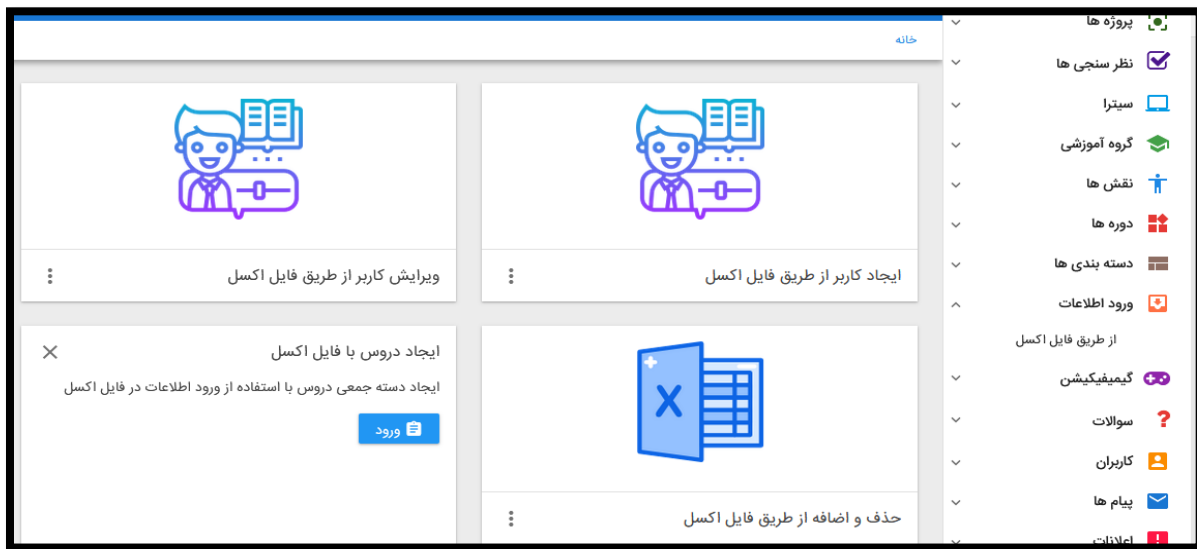 پروژه ها
نظر سنجی ها
سیترا
گروه آموزشی
نقش ها
دوره ها
دسته بندی ها
ورود اطلاعات
از طریق فایل اکسل
گیمیفیکیشن
سوالات
کاربران
پیام ها
اعلانات
خانه
ایجاد کاربر از طریق فایل اکسل
ویرایش کاربر از طریق فایل اکسل
X
حذف و اضافه از طریق فایل اکسل
ایجاد دروس با فایل اکسل
ایجاد دسته جمعی دروس با استفاده از ورود اطلاعات در فایل اکسل
ورود